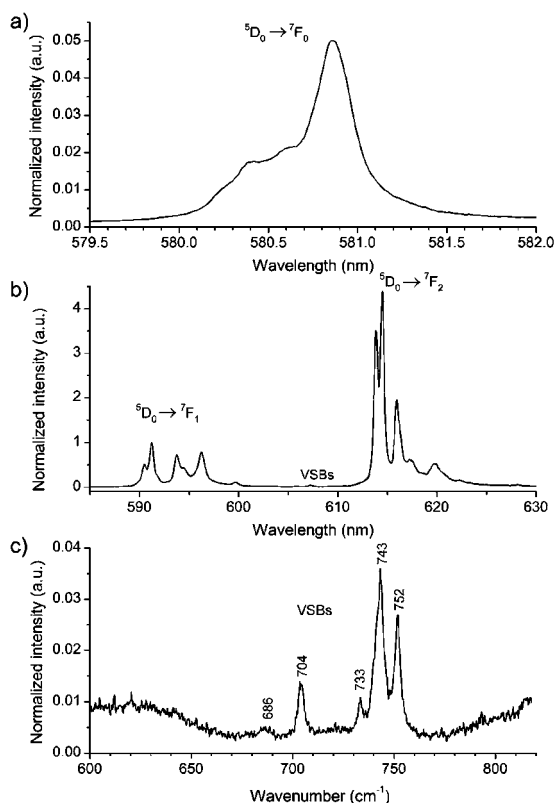 a)
⁵D₀→⁷F₀
0.05
0.04
0.03
0.02
0.01
0.00
Normalized intensity (a.u.)
579.5 580.0 580.5 581.0 581.5 582.0
Wavelength (nm)
b)
⁵D₀→⁷F₂
4
3
2
1
0
Normalized intensity (a.u.)
⁵D₀→⁷F₁
VSBs
590 600 610 620 630
Wavelength (nm)
c)
0.04
0.03
0.02
0.01
0.00
Normalized intensity (a.u.)
VSBs
686
704
733
743
752
600 650 700 750 800
Wavenumber (cm⁻¹)